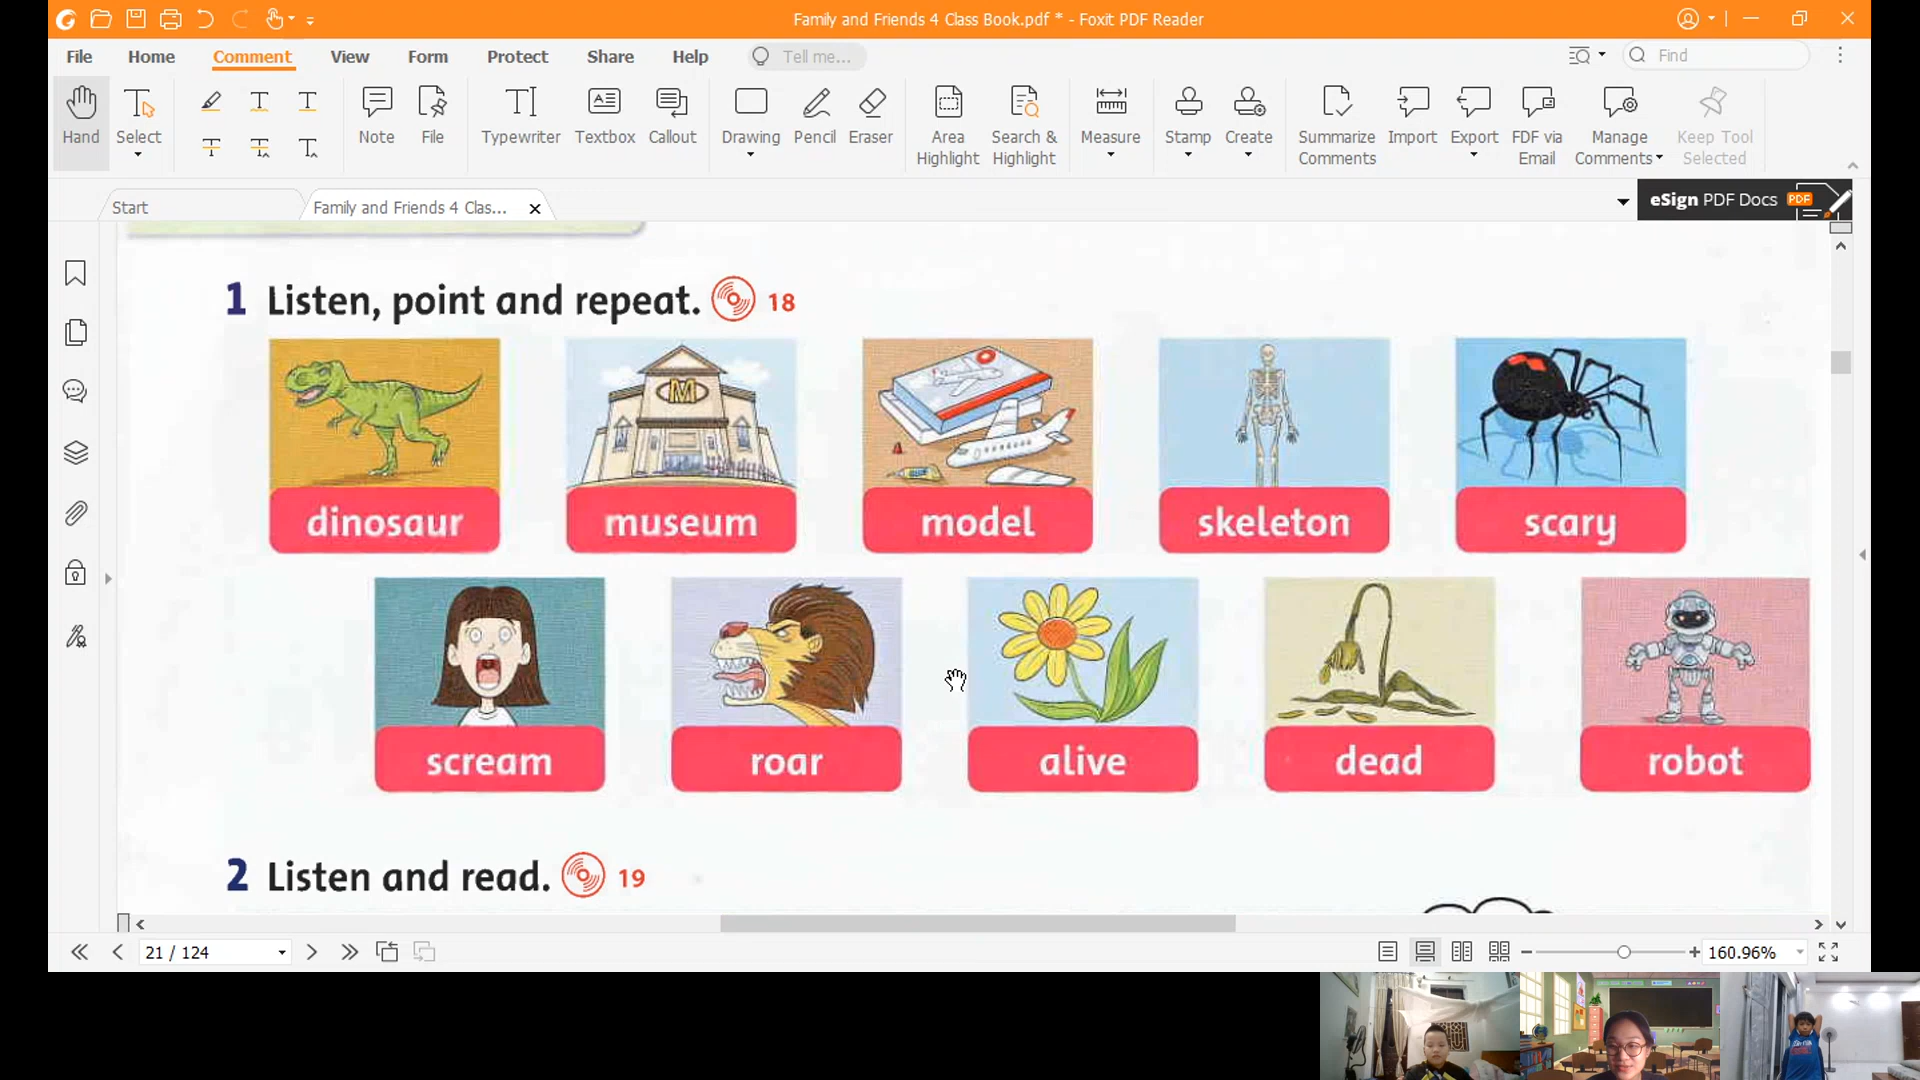 Family and Friends 4 Class Book.pdf * - Foxit PDF Reader
File Home Comment View Form Protect Share Help Tell me... Find
Hand Select Note File Typewriter Textbox Callout Drawing Pencil Eraser Area Highlight Search & Highlight Measure Stamp Create Summarize Comments Import Export FDF via Email Manage Comments Keep Tool Selected
Start Family and Friends 4 Clas... eSign PDF Docs PDF
1 Listen, point and repeat. 18
M
dinosaur museum model skeleton scary
scream roar alive dead robot
2 Listen and read. 19
21 / 124 160.96%